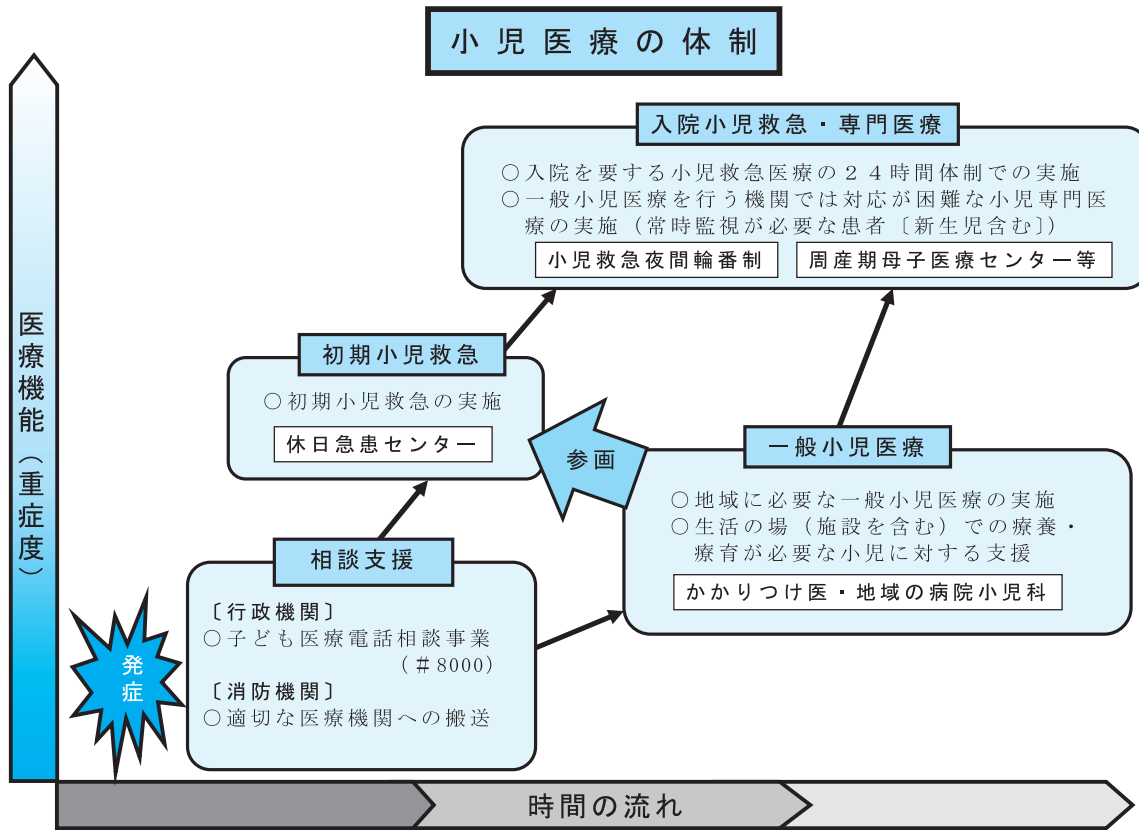 小児医療の体制
入院小児救急・専門医療
○入院を要する小児救急医療の２４時間体制での実施
○一般小児医療を行う機関では対応が困難な小児専門医
療の実施（常時監視が必要な患者〔新生児含む〕）
小児救急夜間輪番制
周産期母子医療センター等
医療機能（重症度）
初期小児救急
○初期小児救急の実施
休日急患センター
参画
一般小児医療
○地域に必要な一般小児医療の実施
○生活の場（施設を含む）での療養・
療育が必要な小児に対する支援
かかりつけ医・地域の病院小児科
相談支援
〔行政機関〕
○子ども医療電話相談事業
（＃8000）
〔消防機関〕
○適切な医療機関への搬送
発症
時間の流れ